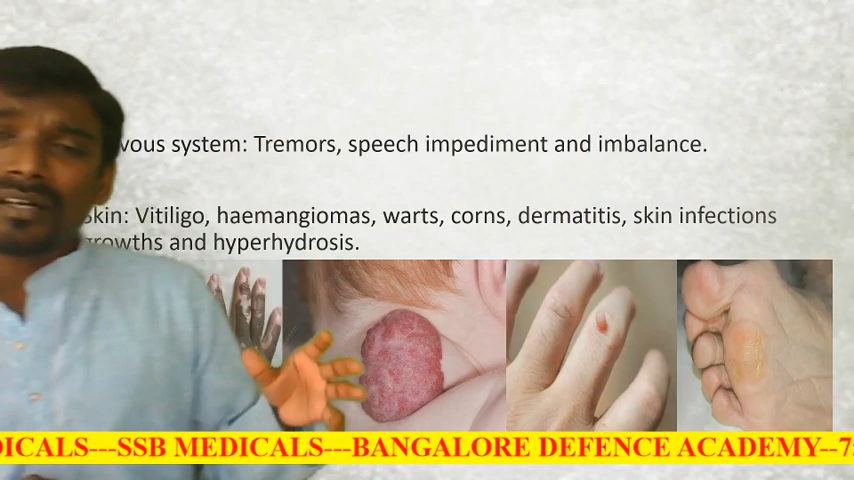 vous system: Tremors, speech impediment and imbalance.
Skin: Vitiligo, haemangiomas, warts, corns, dermatitis, skin infections
growths and hyperhydrosis.
DICALS---SSB MEDICALS---BANGALORE DEFENCE ACADEMY--7